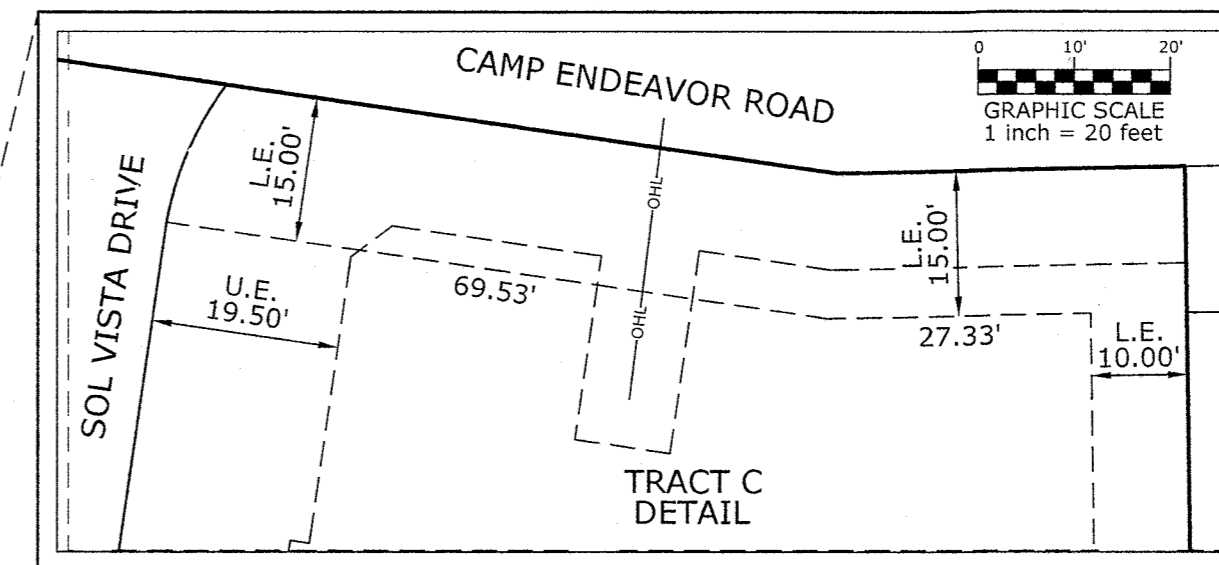 CAMP ENDEAVOR ROAD
0 10' 20'
GRAPHIC SCALE
1 inch = 20 feet
SOL VISTA DRIVE
L.E.
15.00'
OHL
L.E.
15.00'
U.E.
19.50'
69.53'
OHL
27.33'
L.E.
10.00'
TRACT C
DETAIL